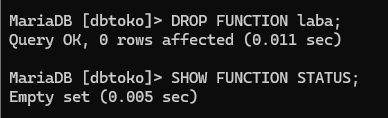 MariaDB [dbtoko]> DROP FUNCTION laba;
Query OK, 0 rows affected (0.011 sec)
MariaDB [dbtoko]> SHOW FUNCTION STATUS;
Empty set (0.005 sec)